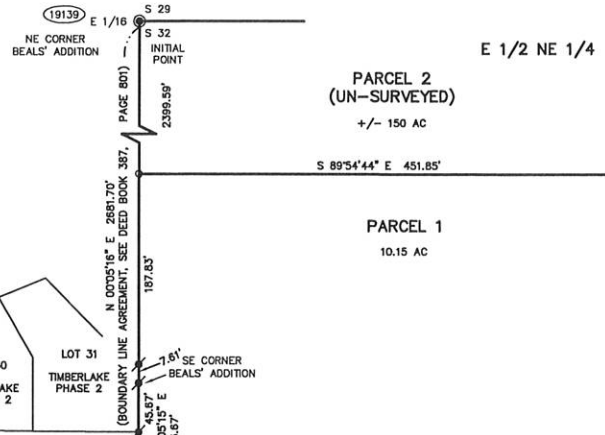 19139
E 1/16
S 29
S 32
INITIAL
POINT
NE CORNER
BEALS' ADDITION
E 1/2 NE 1/4
PARCEL 2
(UN-SURVEYED)
+/- 150 AC
2399.59'
S 89°54'44" E 451.85'
N 00°05'16" E 2681.70'
(BOUNDARY LINE AGREEMENT, SEE DEED BOOK 387,
PAGE 801)
PARCEL 1
10.15 AC
187.83'
LOT 31
TIMBERLAKE
PHASE 2
7.61'
SE CORNER
BEALS' ADDITION
45.67'